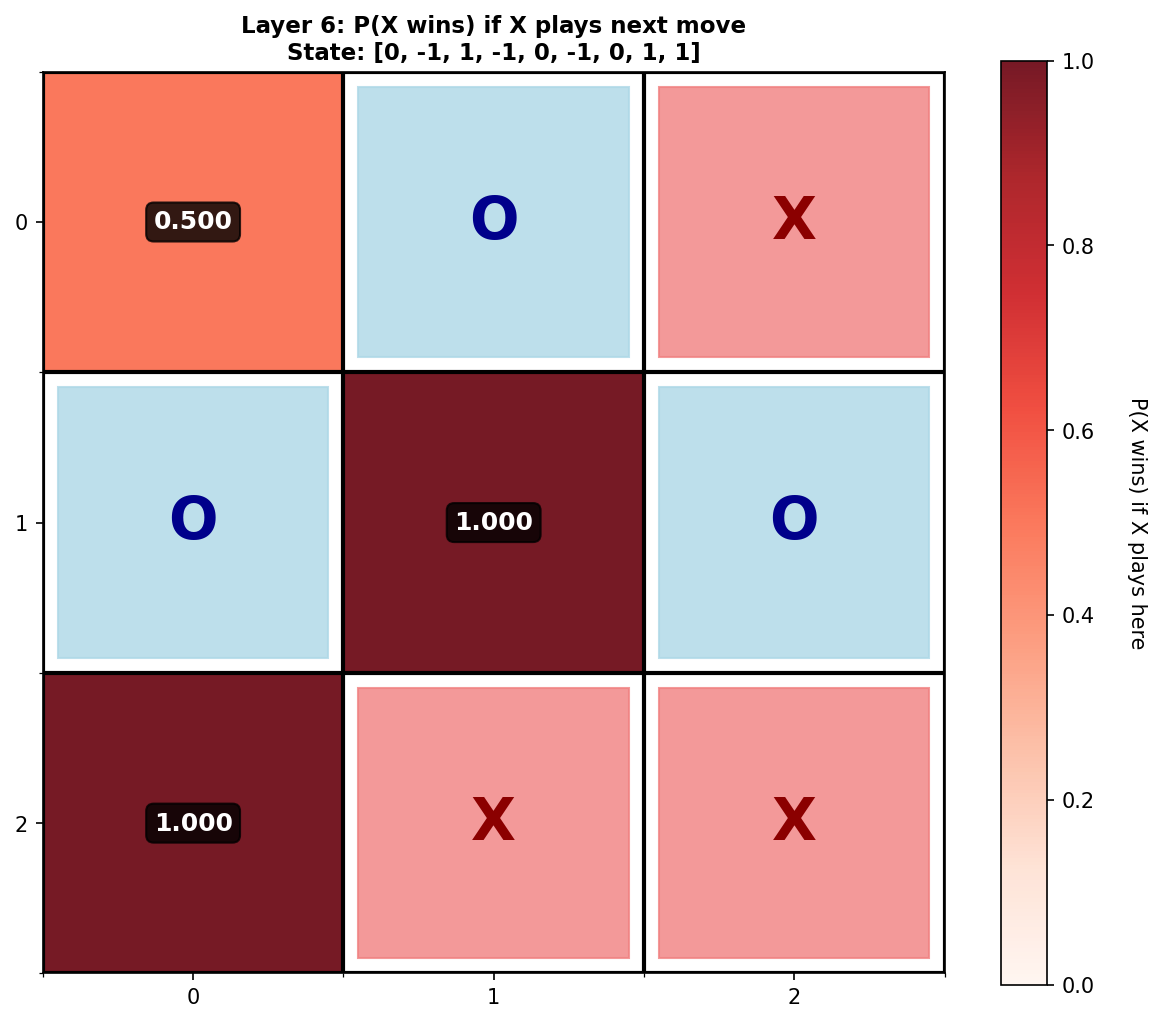 Layer 6: P(X wins) if X plays next move
State: [0, -1, 1, -1, 0, -1, 0, 1, 1]
0.500
O
X
O
1.000
O
1.000
X
X
0
1
2
0
1
2
1.0
0.8
0.6
0.4
0.2
0.0
P(X wins) if X plays here